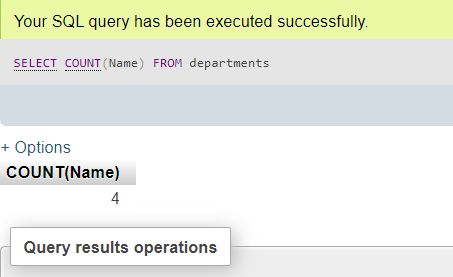 Your SQL query has been executed successfully.
SELECT COUNT(Name) FROM departments
+ Options
COUNT(Name)
4
Query results operations